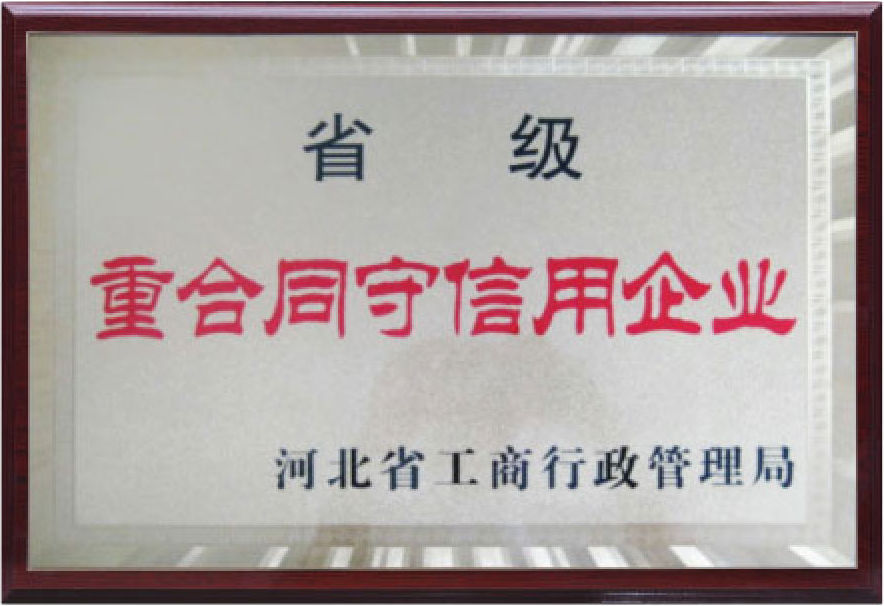 省 级
重合同守信用企业
河北省工商行政管理局